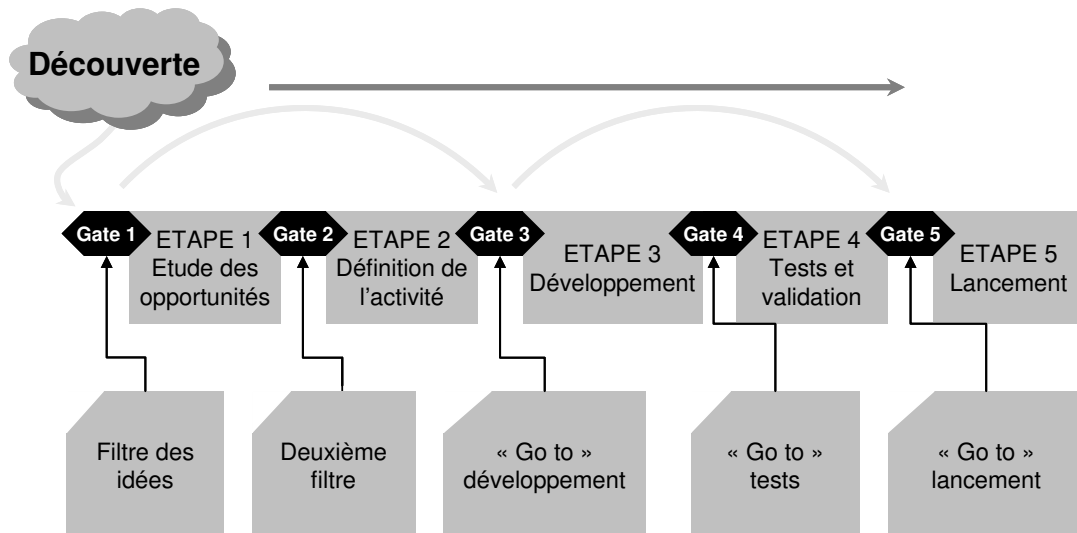 Découverte
Gate 1
ETAPE 1
Etude des
opportunités
Gate 2
ETAPE 2
Définition de
l’activité
Gate 3
ETAPE 3
Développement
Gate 4
ETAPE 4
Tests et
validation
Gate 5
ETAPE 5
Lancement
Filtre des
idées
Deuxième
filtre
« Go to »
développement
« Go to »
tests
« Go to »
lancement